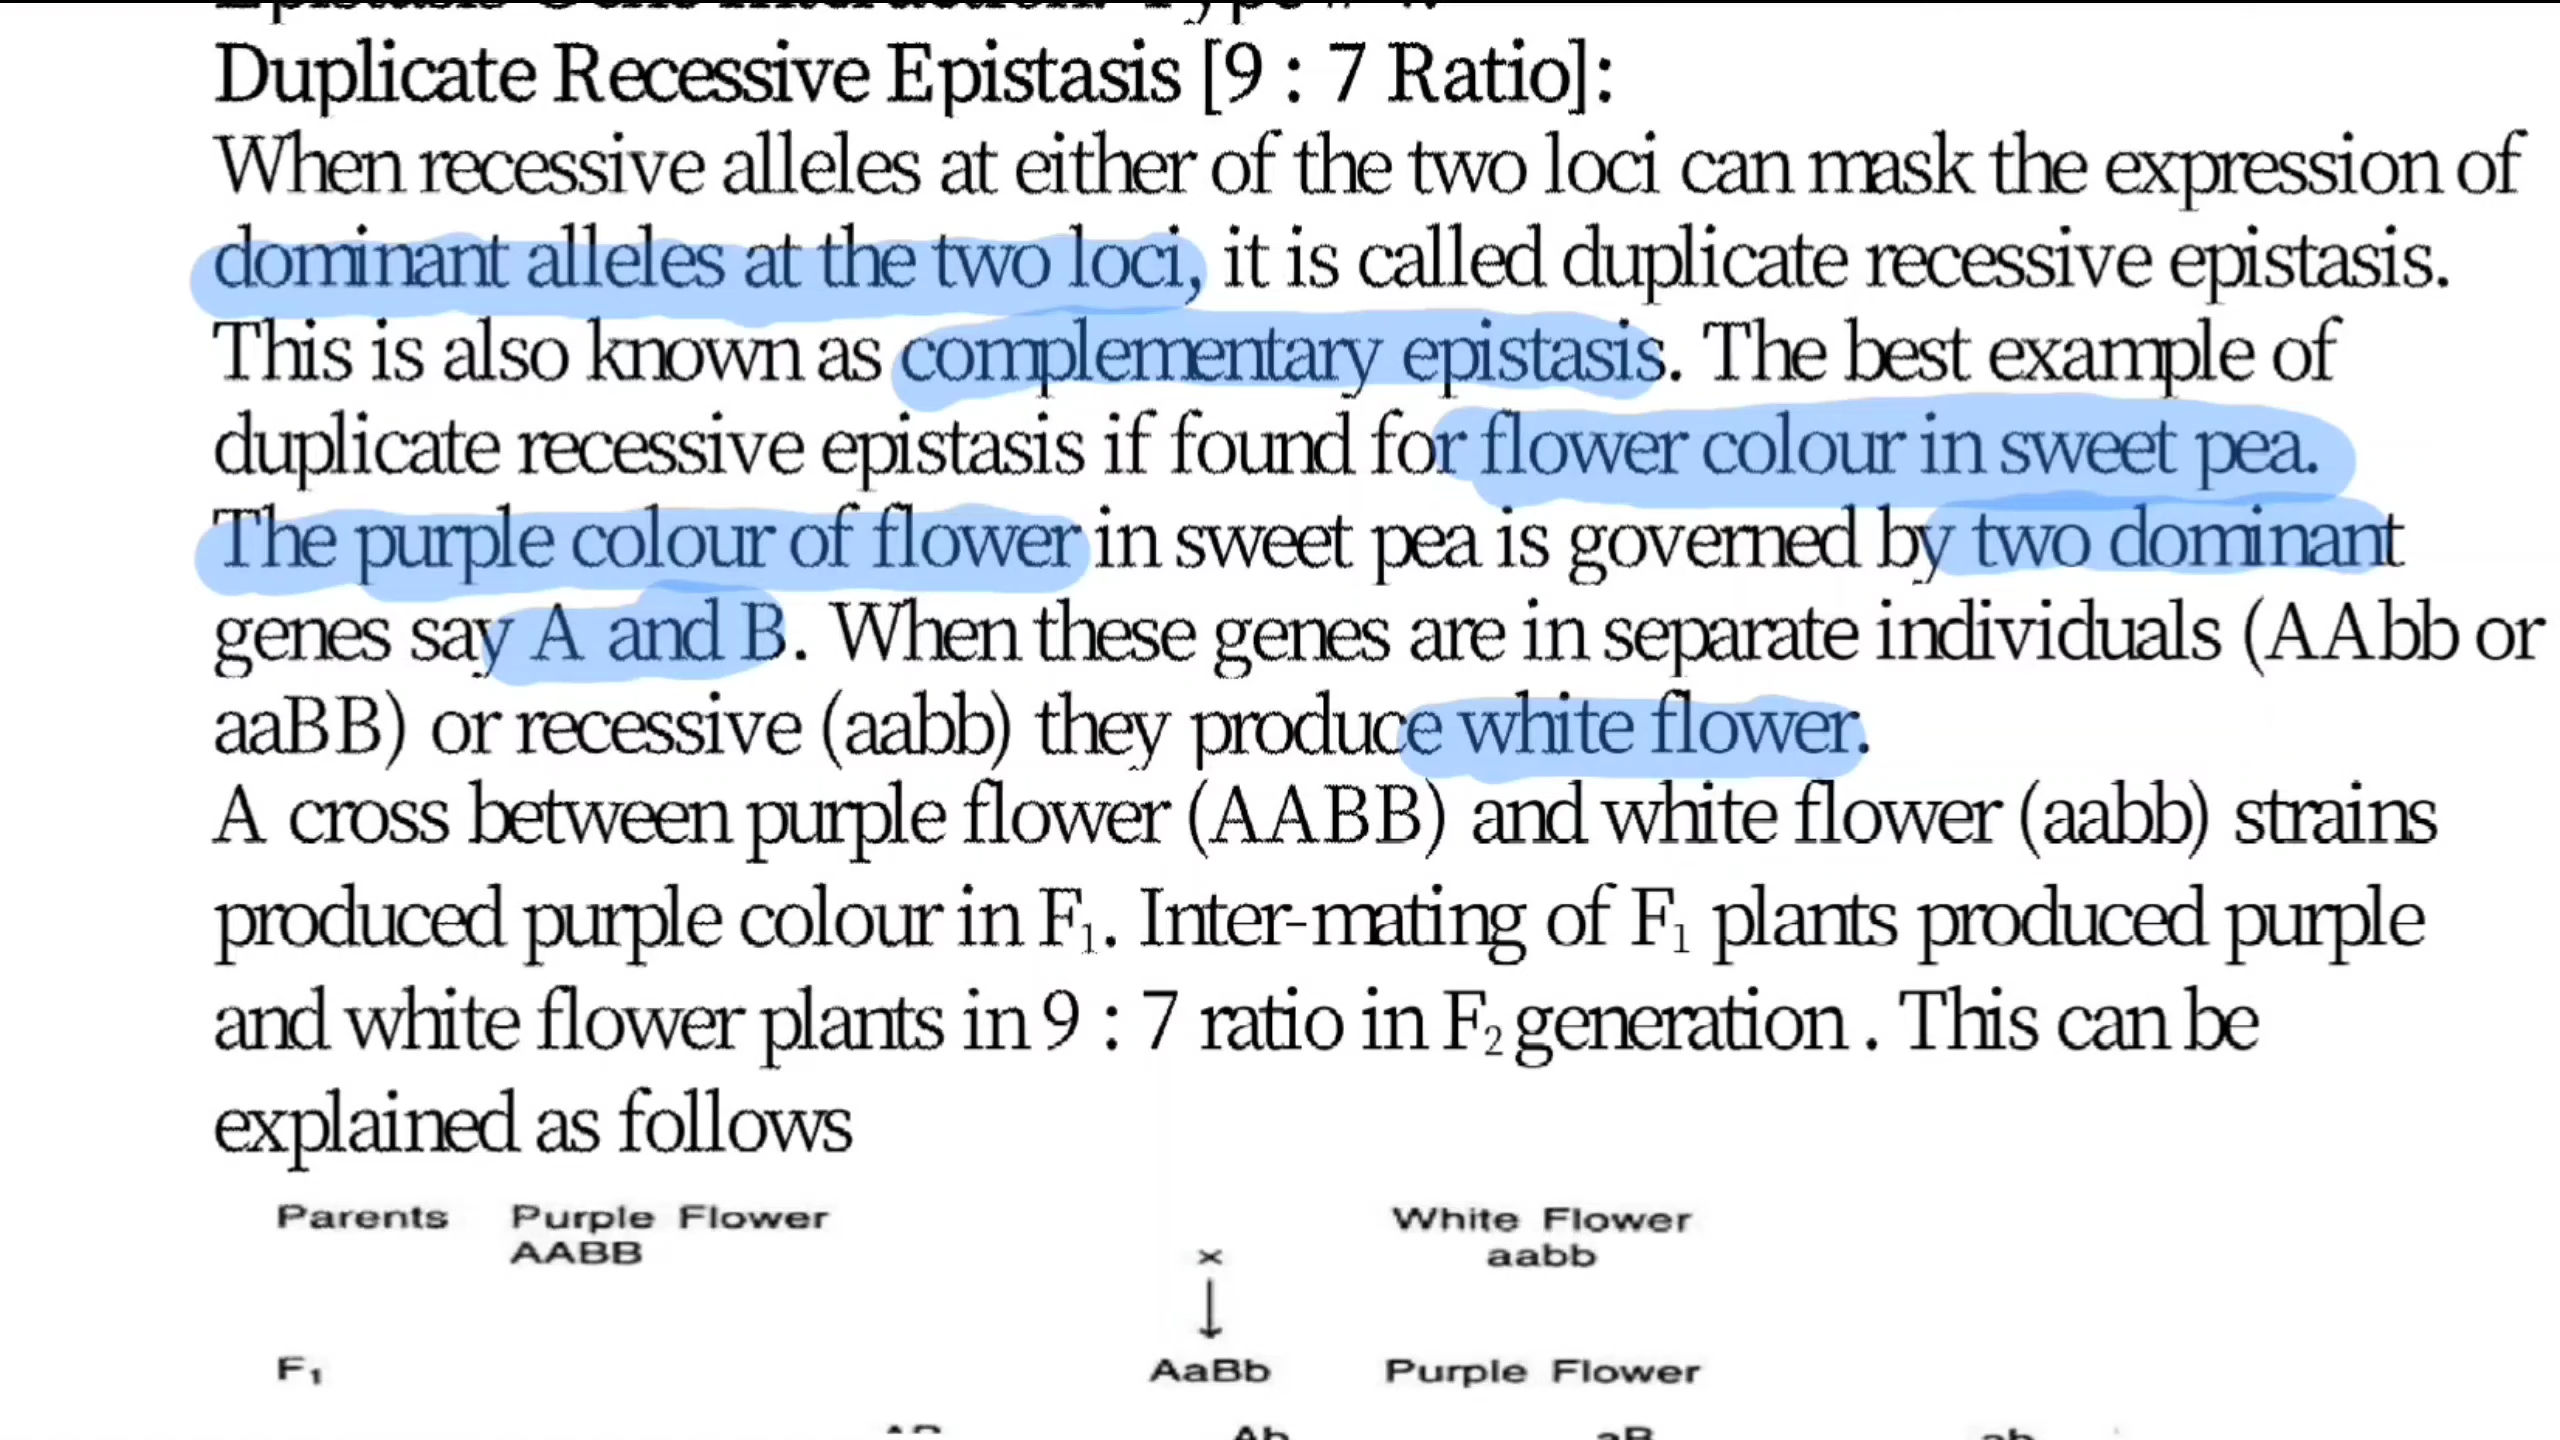 Duplicate Recessive Epistasis [9 : 7 Ratio]:
When recessive alleles at either of the two loci can mask the expression of
dominant alleles at the two loci, it is called duplicate recessive epistasis.
This is also known as complementary epistasis. The best example of
duplicate recessive epistasis if found for flower colour in sweet pea.
The purple colour of flower in sweet pea is governed by two dominant
genes say A and B. When these genes are in separate individuals (AAbb or
aaBB) or recessive (aabb) they produce white flower.
A cross between purple flower (AABB) and white flower (aabb) strains
produced purple colour in F₁. Inter-mating of F₁ plants produced purple
and white flower plants in 9 : 7 ratio in F₂ generation . This can be
explained as follows
Parents Purple Flower White Flower
AABB × aabb
↓
F₁ AaBb Purple Flower
Ab aB ab